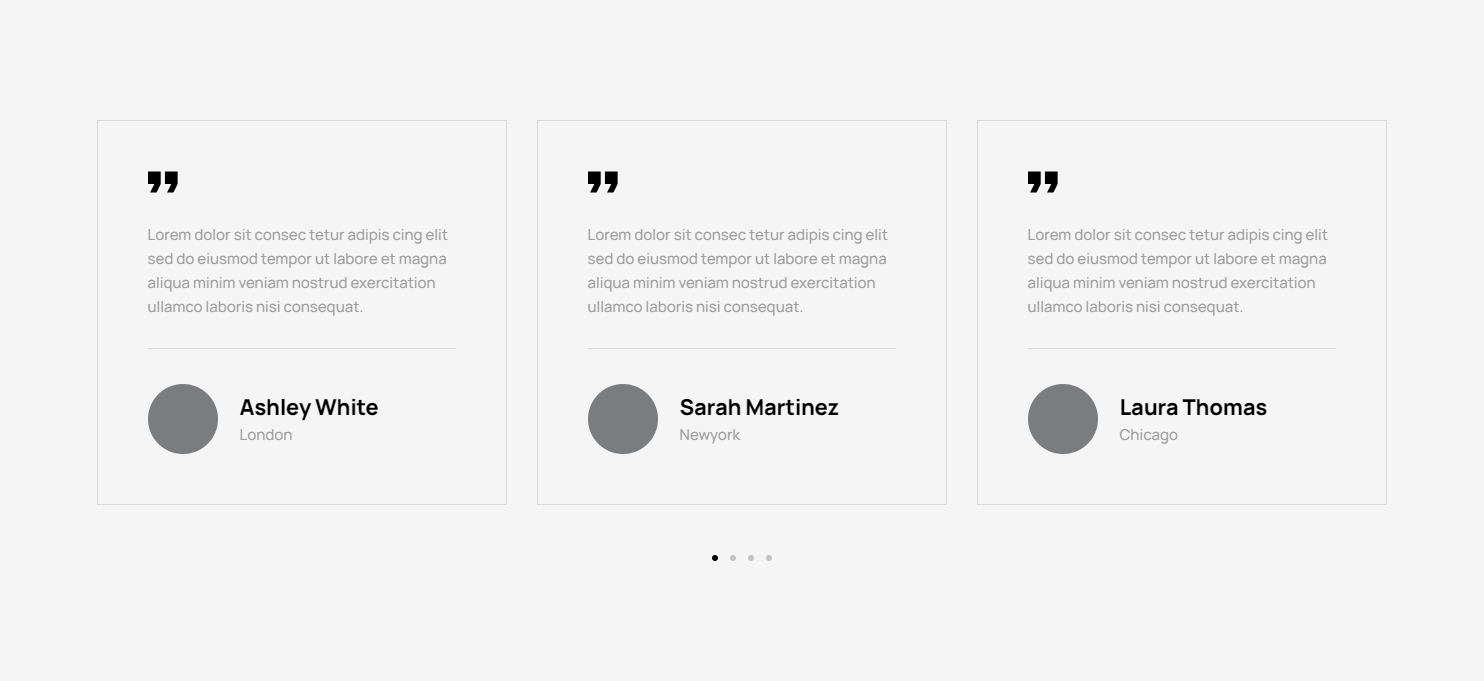 Lorem dolor sit consec tetur adipis cing elit
sed do eiusmod tempor ut labore et magna
aliqua minim veniam nostrud exercitation
ullamco laboris nisi consequat.
Ashley White
London
Lorem dolor sit consec tetur adipis cing elit
sed do eiusmod tempor ut labore et magna
aliqua minim veniam nostrud exercitation
ullamco laboris nisi consequat.
Sarah Martinez
Newyork
Lorem dolor sit consec tetur adipis cing elit
sed do eiusmod tempor ut labore et magna
aliqua minim veniam nostrud exercitation
ullamco laboris nisi consequat.
Laura Thomas
Chicago